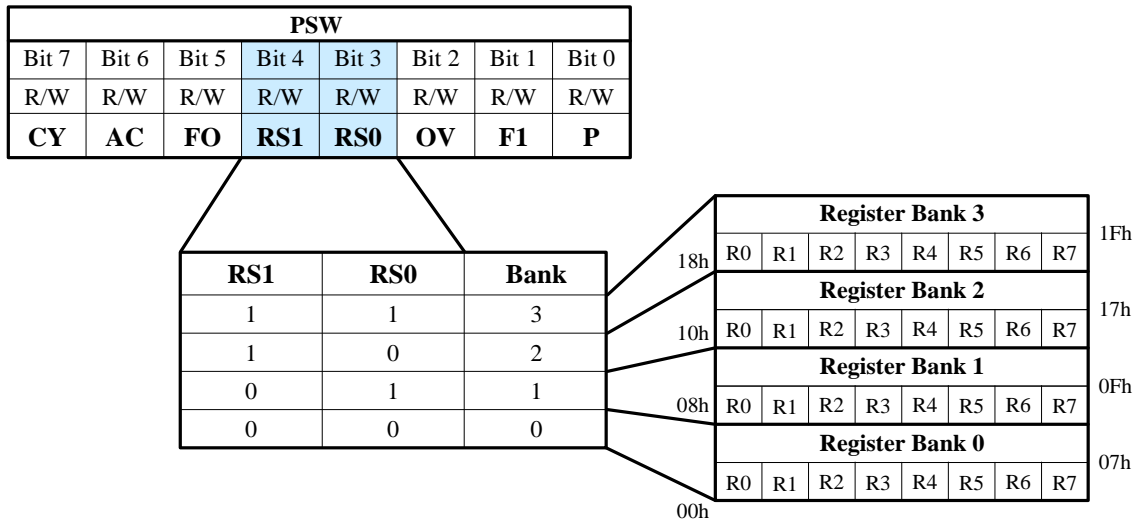 PSW
Bit 7 Bit 6 Bit 5 Bit 4 Bit 3 Bit 2 Bit 1 Bit 0
R/W R/W R/W R/W R/W R/W R/W R/W
CY AC FO RS1 RS0 OV F1 P
RS1 RS0 Bank
1 1 3
1 0 2
0 1 1
0 0 0
Register Bank 3
1Fh
18h R0 R1 R2 R3 R4 R5 R6 R7
Register Bank 2
17h
10h R0 R1 R2 R3 R4 R5 R6 R7
Register Bank 1
0Fh
08h R0 R1 R2 R3 R4 R5 R6 R7
Register Bank 0
07h
R0 R1 R2 R3 R4 R5 R6 R7
00h